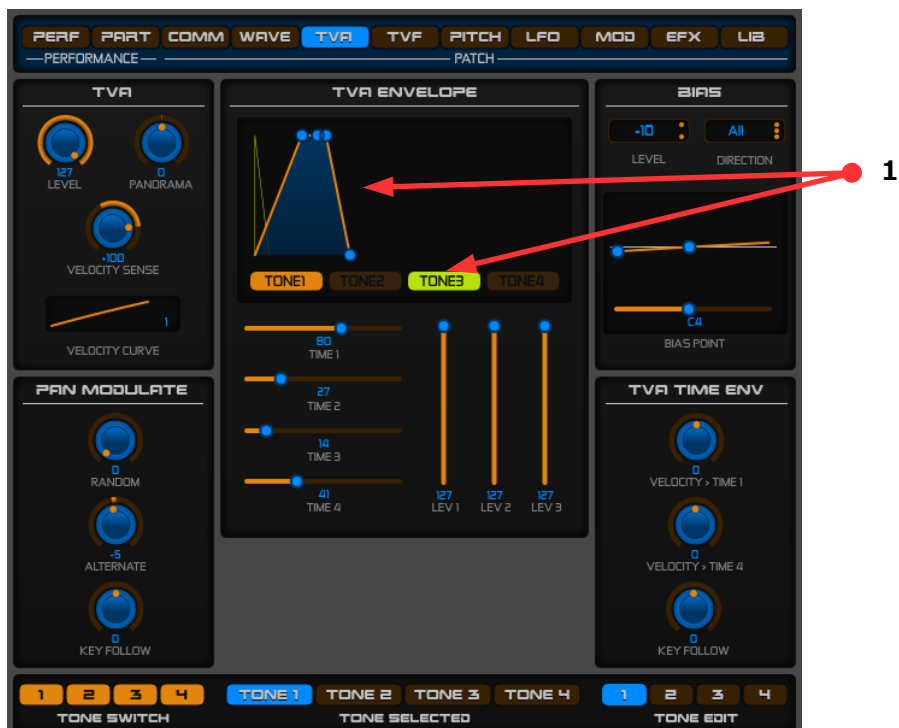 PERF PART COMM WAVE TVA TVF PITCH LFO MOD EFX LIB
PERFORMANCE PATCH
TVA
127
LEVEL
0
PANORAMA
+100
VELOCITY SENSE
1
VELOCITY CURVE
TVA ENVELOPE
TONE1 TONE2 TONE3 TONE4
80
TIME 1
27
TIME 2
14
TIME 3
41
TIME 4
127 127 127
LEV 1 LEV 2 LEV 3
BIAS
-10 All
LEVEL DIRECTION
C4
BIAS POINT
1
PAN MODULATE
0
RANDOM
-5
ALTERNATE
0
KEY FOLLOW
TVA TIME ENV
0
VELOCITY > TIME 1
0
VELOCITY > TIME 4
0
KEY FOLLOW
1 2 3 4
TONE SWITCH
TONE 1 TONE 2 TONE 3 TONE 4
TONE SELECTED
1 2 3 4
TONE EDIT